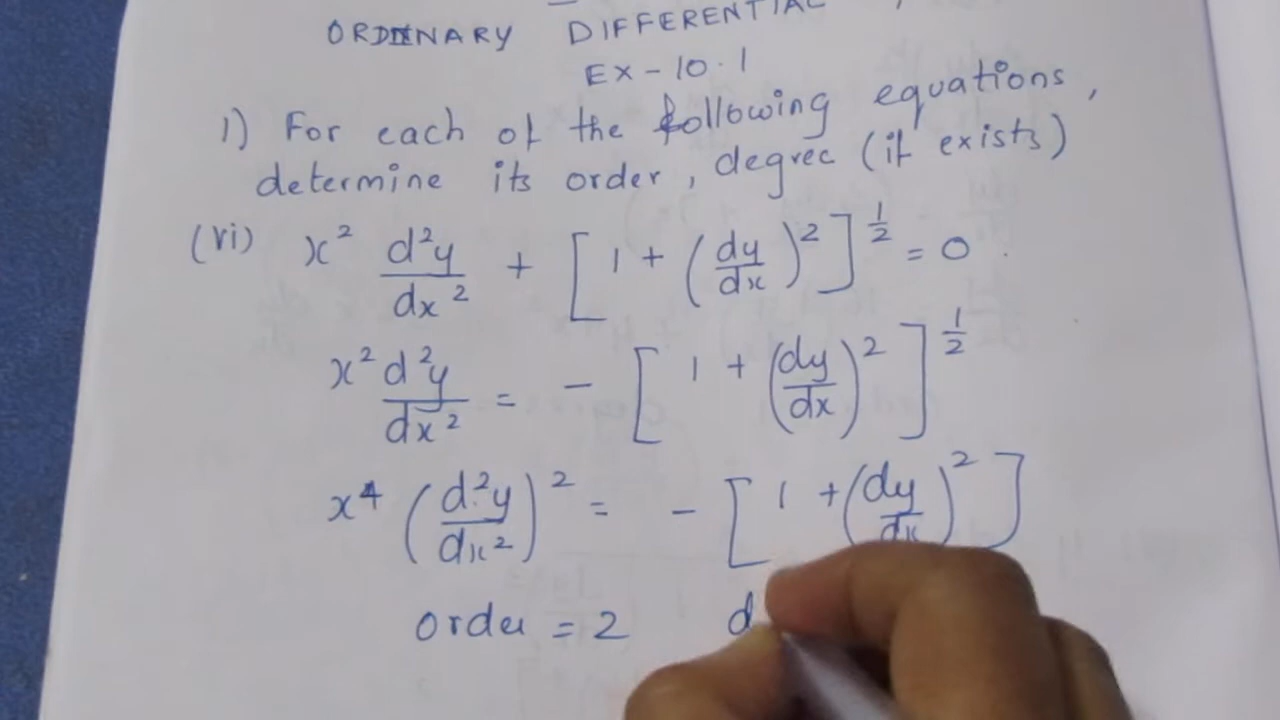 ORDINARY DIFFERENTIAL
EX - 10.1
1) For each of the following equations,
determine its order, degree (if exists)
(vi) x² d²y/dx² + [1 + (dy/dx)²]^½ = 0
x² d²y/dx² = - [1 + (dy/dx)²]^½
x⁴ (d²y/dx²)² = - [1 + (dy/dx)²]
order = 2 d